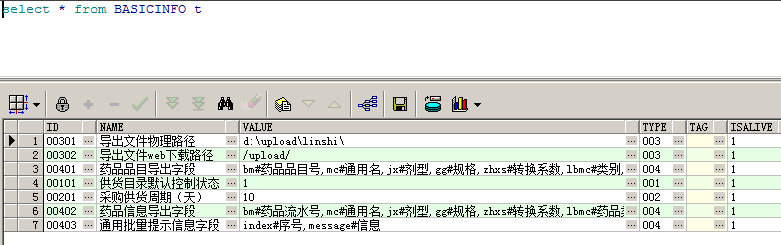 select * from BASICINFO t
ID NAME VALUE TYPE TAG ISALIVE
1 00301 导出文件物理路径 d:\upload\linshi\ 003 1
2 00302 导出文件web下载路径 /upload/ 003 1
3 00401 药品品目导出字段 bm#药品品目号,mc#通用名,jx#剂型,gg#规格,zhxs#转换系数,lbmc#类别, 004 1
4 00101 供货目录默认控制状态 1 001 1
5 00201 采购供货周期（天） 10 002 1
6 00402 药品信息导出字段 bm#药品流水号,mc#通用名,jx#剂型,gg#规格,zhxs#转换系数,lbmc#药品 004 1
7 00403 通用批量提示信息字段 index#序号,message#信息 004 1